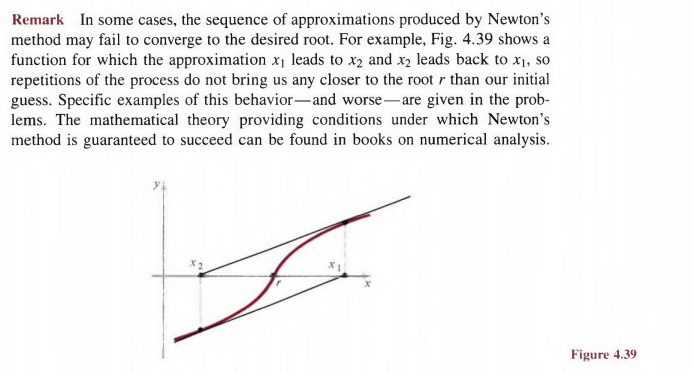 Remark In some cases, the sequence of approximations produced by Newton's
method may fail to converge to the desired root. For example, Fig. 4.39 shows a
function for which the approximation x₁ leads to x₂ and x₂ leads back to x₁, so
repetitions of the process do not bring us any closer to the root r than our initial
guess. Specific examples of this behavior—and worse—are given in the prob-
lems. The mathematical theory providing conditions under which Newton's
method is guaranteed to succeed can be found in books on numerical analysis.
y
x₂
x₁
r
x
Figure 4.39